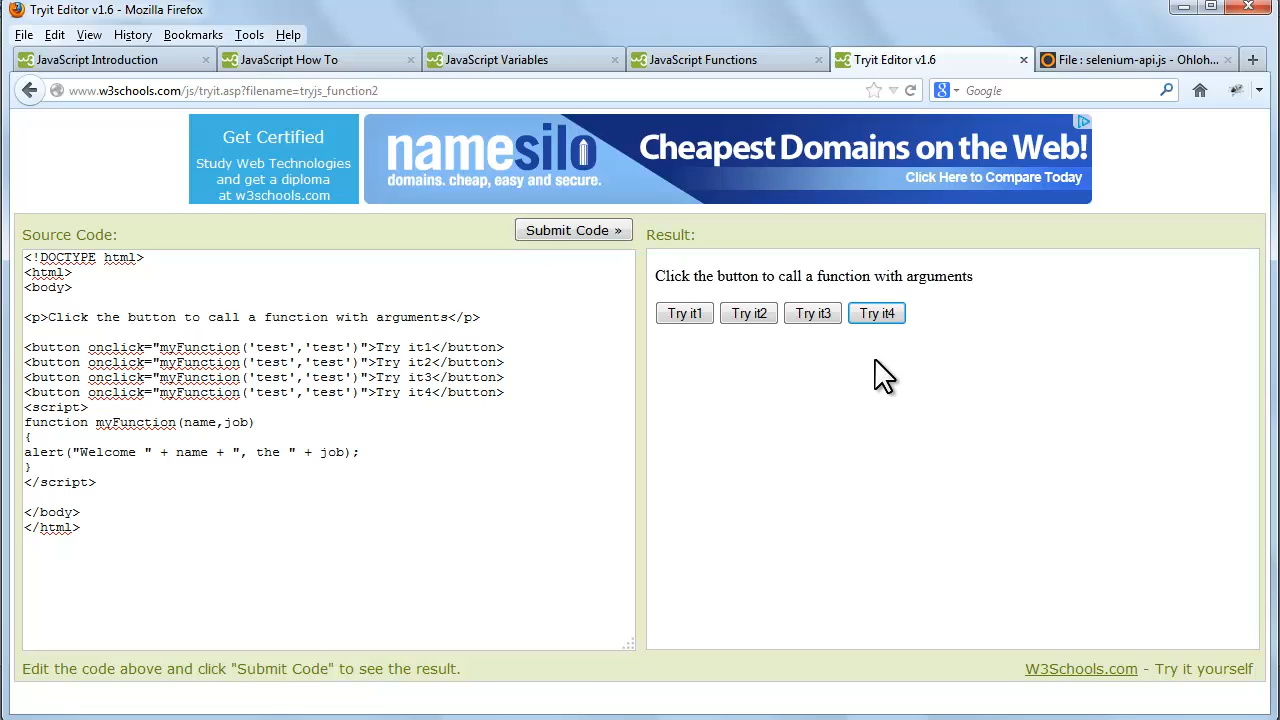 Tryit Editor v1.6 - Mozilla Firefox
File Edit View History Bookmarks Tools Help
JavaScript Introduction × JavaScript How To × JavaScript Variables × JavaScript Functions × Tryit Editor v1.6 × File : selenium-api.js - Ohloh... × +
www.w3schools.com/js/tryit.asp?filename=tryjs_function2
Google
Get Certified
Study Web Technologies
and get a diploma
at w3schools.com
namesilo
domains. cheap, easy and secure.
Cheapest Domains on the Web!
Click Here to Compare Today
Source Code:
Submit Code »
Result:
<!DOCTYPE html>
<html>
<body>
<p>Click the button to call a function with arguments</p>
<button onclick="myFunction('test','test')">Try it1</button>
<button onclick="myFunction('test','test')">Try it2</button>
<button onclick="myFunction('test','test')">Try it3</button>
<button onclick="myFunction('test','test')">Try it4</button>
<script>
function myFunction(name,job)
{
alert("Welcome " + name + ", the " + job);
}
</script>
</body>
</html>
Click the button to call a function with arguments
Try it1 Try it2 Try it3 Try it4
Edit the code above and click "Submit Code" to see the result.
W3Schools.com - Try it yourself